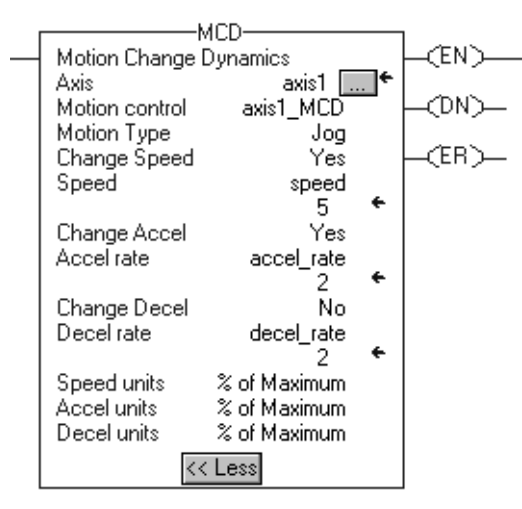 MCD
Motion Change Dynamics
(EN)
Axis axis1 ...
Motion control axis1_MCD
(DN)
Motion Type Jog
Change Speed Yes
(ER)
Speed speed
5
Change Accel Yes
Accel rate accel_rate
2
Change Decel No
Decel rate decel_rate
2
Speed units % of Maximum
Accel units % of Maximum
Decel units % of Maximum
<< Less